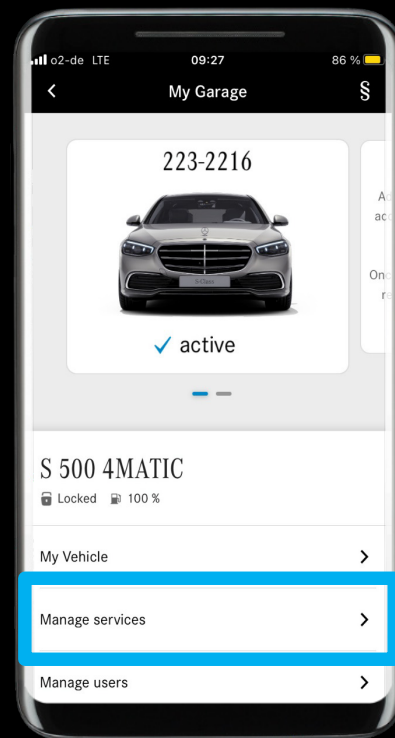 o2-de LTE 09:27 86 %
My Garage §
223-2216
S-Class
active
S 500 4MATIC
Locked 100 %
My Vehicle
Manage services
Manage users